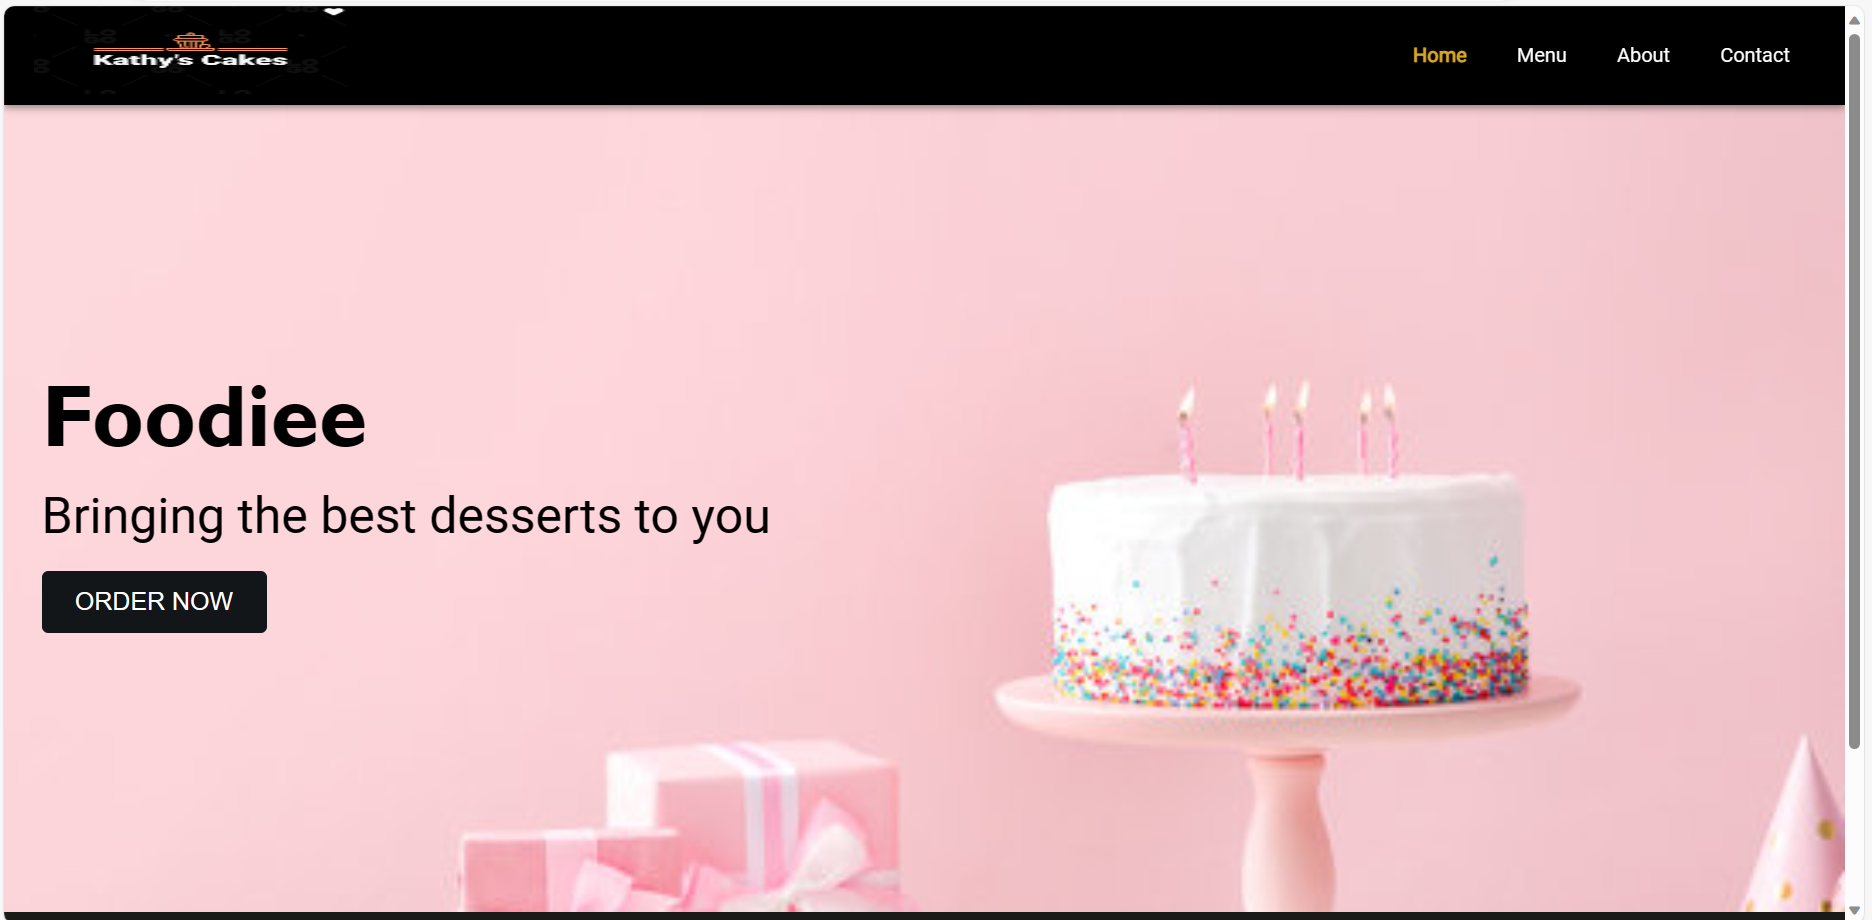 Kathy's Cakes
Home Menu About Contact
Foodiee
Bringing the best desserts to you
ORDER NOW